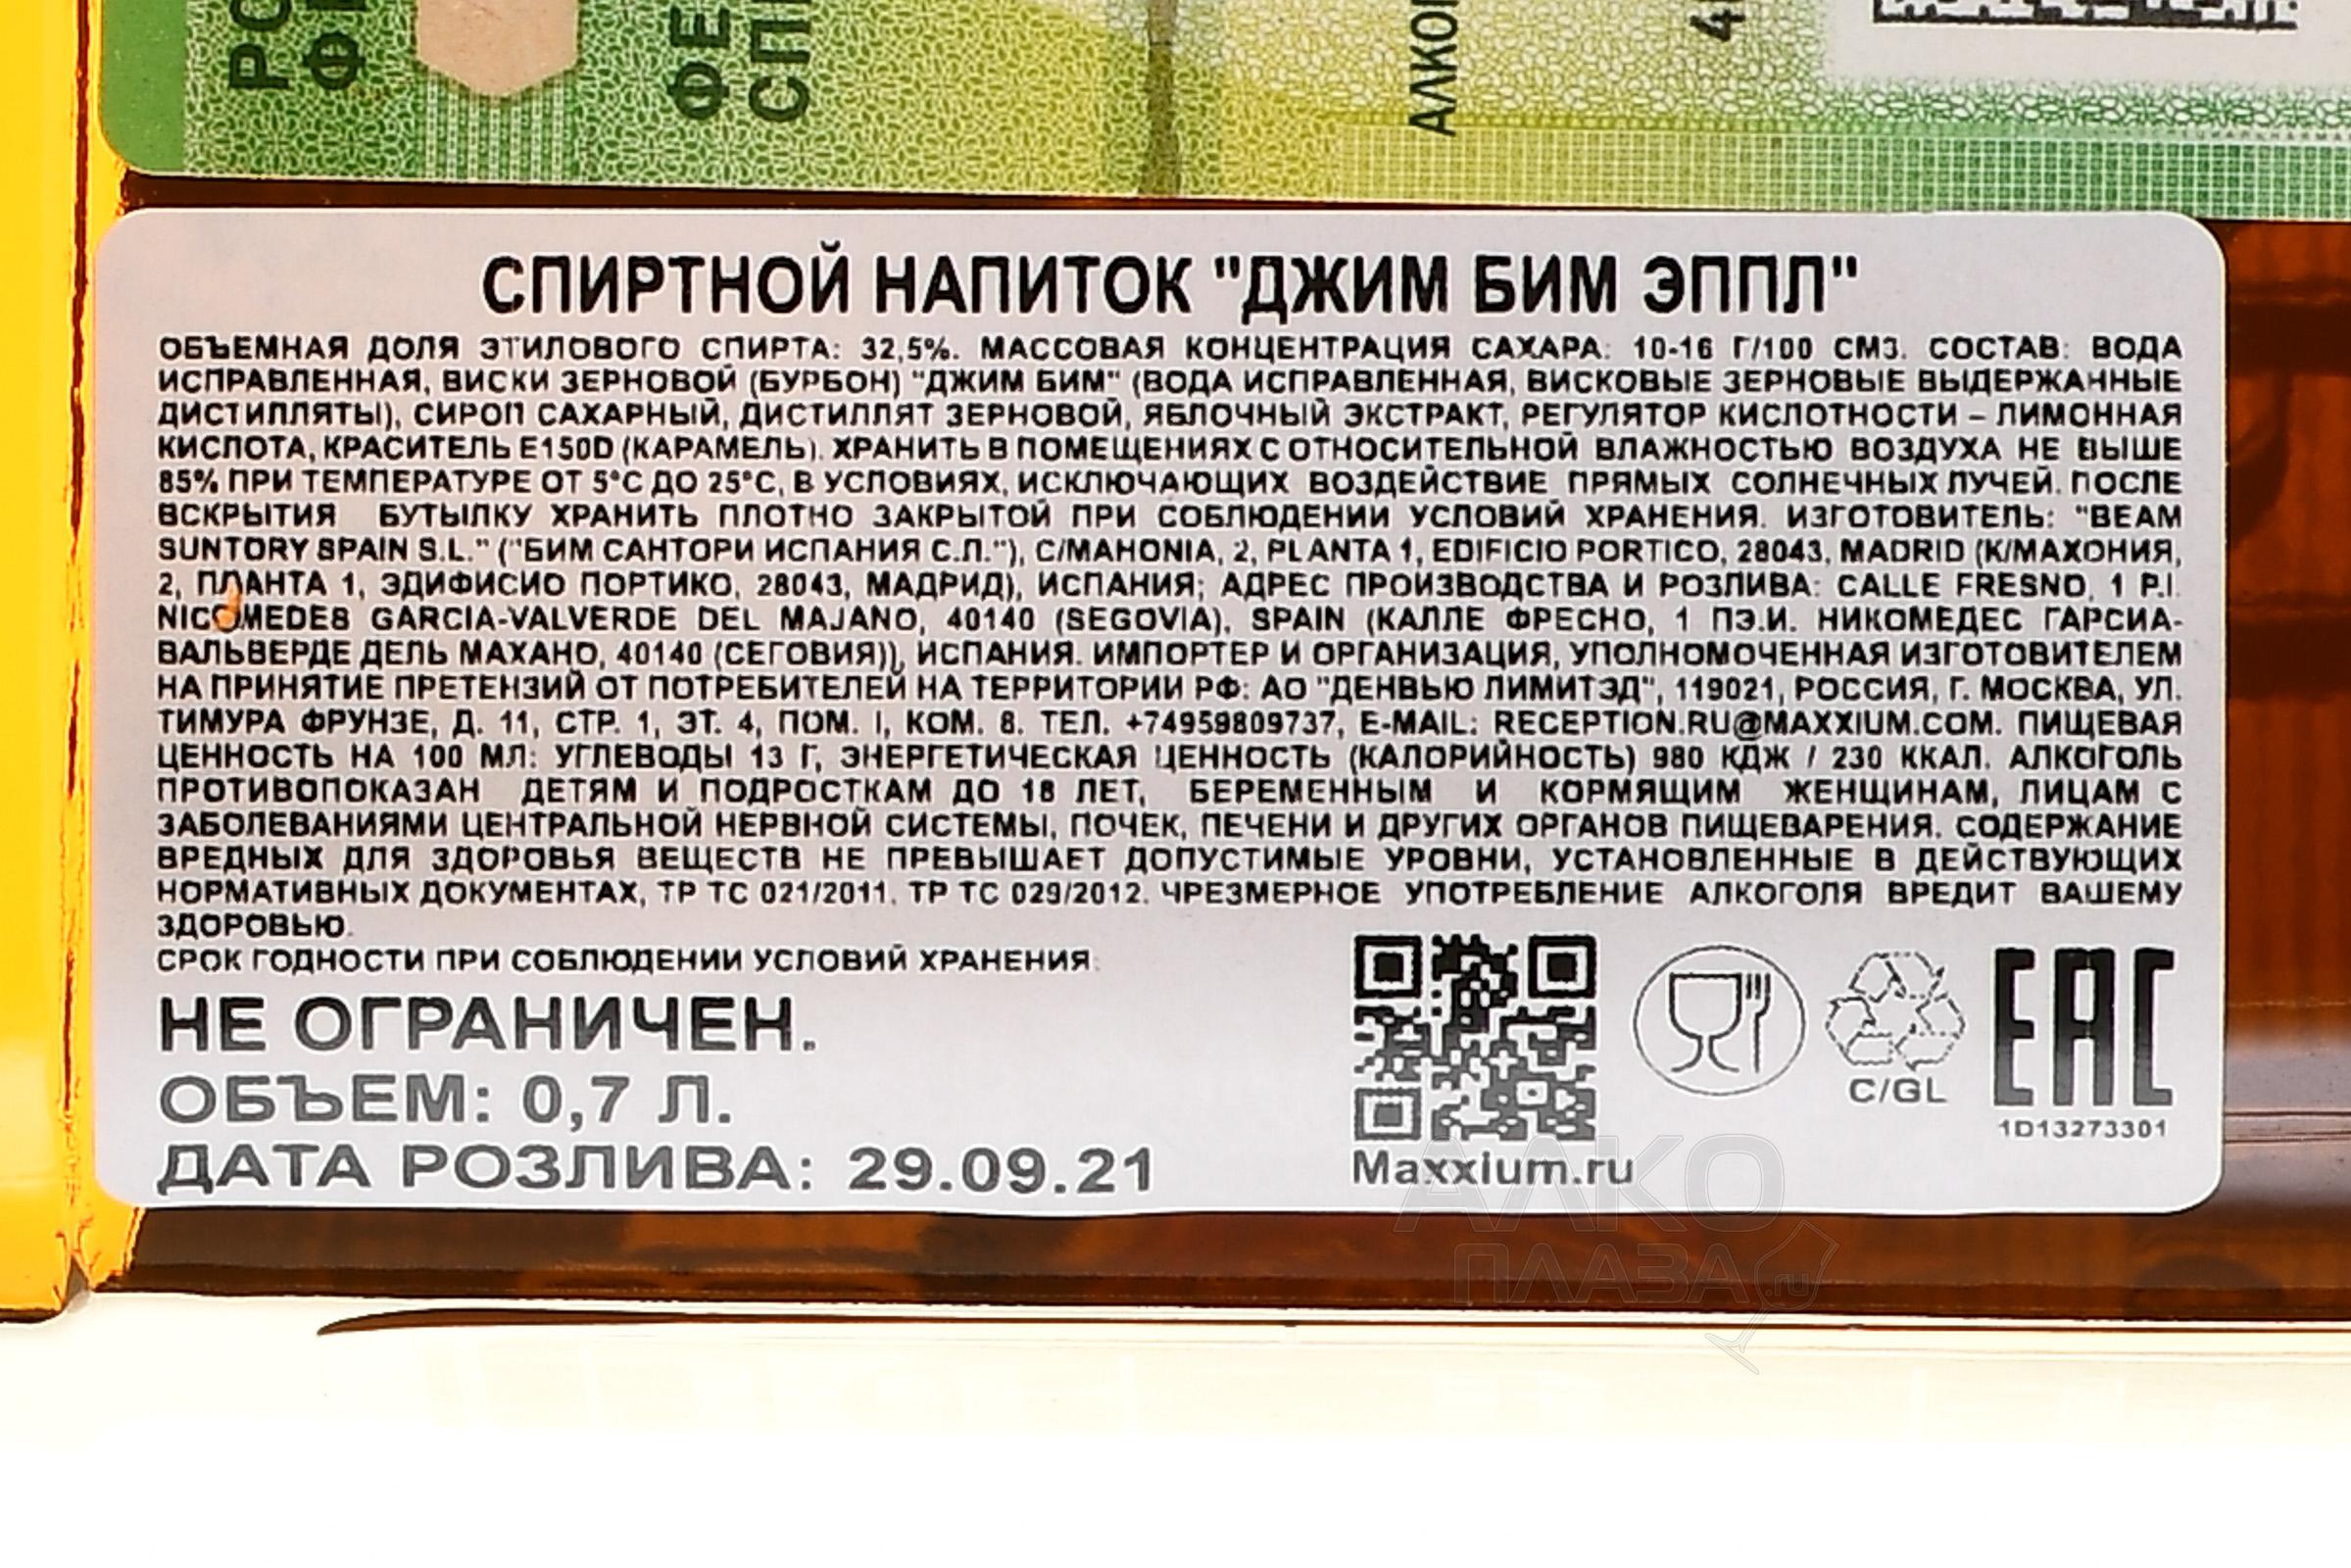 РО
Ф
ФЕ
СП
АЛКО
СПИРТНОЙ НАПИТОК "ДЖИМ БИМ ЭППЛ"
ОБЪЕМНАЯ ДОЛЯ ЭТИЛОВОГО СПИРТА: 32,5%. МАССОВАЯ КОНЦЕНТРАЦИЯ САХАРА: 10-16 Г/100 СМ3. СОСТАВ: ВОДА
ИСПРАВЛЕННАЯ, ВИСКИ ЗЕРНОВОЙ (БУРБОН) "ДЖИМ БИМ" (ВОДА ИСПРАВЛЕННАЯ, ВИСКОВЫЕ ЗЕРНОВЫЕ ВЫДЕРЖАННЫЕ
ДИСТИЛЛЯТЫ), СИРОП САХАРНЫЙ, ДИСТИЛЛЯТ ЗЕРНОВОЙ, ЯБЛОЧНЫЙ ЭКСТРАКТ, РЕГУЛЯТОР КИСЛОТНОСТИ – ЛИМОННАЯ
КИСЛОТА, КРАСИТЕЛЬ E150D (КАРАМЕЛЬ). ХРАНИТЬ В ПОМЕЩЕНИЯХ С ОТНОСИТЕЛЬНОЙ ВЛАЖНОСТЬЮ ВОЗДУХА НЕ ВЫШЕ
85% ПРИ ТЕМПЕРАТУРЕ ОТ 5°С ДО 25°С, В УСЛОВИЯХ, ИСКЛЮЧАЮЩИХ ВОЗДЕЙСТВИЕ ПРЯМЫХ СОЛНЕЧНЫХ ЛУЧЕЙ. ПОСЛЕ
ВСКРЫТИЯ БУТЫЛКУ ХРАНИТЬ ПЛОТНО ЗАКРЫТОЙ ПРИ СОБЛЮДЕНИИ УСЛОВИЙ ХРАНЕНИЯ. ИЗГОТОВИТЕЛЬ: "BEAM
SUNTORY SPAIN S.L." ("БИМ САНТОРИ ИСПАНИЯ С.Л."), C/MAHONIA, 2, PLANTA 1, EDIFICIO PORTICO, 28043, MADRID (К/МАХОНИЯ,
2, ПЛАНТА 1, ЭДИФИСИО ПОРТИКО, 28043, МАДРИД), ИСПАНИЯ; АДРЕС ПРОИЗВОДСТВА И РОЗЛИВА: CALLE FRESNO, 1 P.I.
NICOMEDES GARCIA-VALVERDE DEL MAJANO, 40140 (SEGOVIA), SPAIN (КАЛЛЕ ФРЕСНО, 1 ПЭ.И. НИКОМЕДЕС ГАРСИА-
ВАЛЬВЕРДЕ ДЕЛЬ МАХАНО, 40140 (СЕГОВИЯ)), ИСПАНИЯ. ИМПОРТЕР И ОРГАНИЗАЦИЯ, УПОЛНОМОЧЕННАЯ ИЗГОТОВИТЕЛЕМ
НА ПРИНЯТИЕ ПРЕТЕНЗИЙ ОТ ПОТРЕБИТЕЛЕЙ НА ТЕРРИТОРИИ РФ: АО "ДЕНВЬЮ ЛИМИТЭД", 119021, РОССИЯ, Г. МОСКВА, УЛ.
ТИМУРА ФРУНЗЕ, Д. 11, СТР. 1, ЭТ. 4, ПОМ. I, КОМ. 8. ТЕЛ. +74959809737, E-MAIL: RECEPTION.RU@MAXXIUM.COM. ПИЩЕВАЯ
ЦЕННОСТЬ НА 100 МЛ: УГЛЕВОДЫ 13 Г, ЭНЕРГЕТИЧЕСКАЯ ЦЕННОСТЬ (КАЛОРИЙНОСТЬ) 980 КДЖ / 230 ККАЛ. АЛКОГОЛЬ
ПРОТИВОПОКАЗАН ДЕТЯМ И ПОДРОСТКАМ ДО 18 ЛЕТ, БЕРЕМЕННЫМ И КОРМЯЩИМ ЖЕНЩИНАМ, ЛИЦАМ С
ЗАБОЛЕВАНИЯМИ ЦЕНТРАЛЬНОЙ НЕРВНОЙ СИСТЕМЫ, ПОЧЕК, ПЕЧЕНИ И ДРУГИХ ОРГАНОВ ПИЩЕВАРЕНИЯ. СОДЕРЖАНИЕ
ВРЕДНЫХ ДЛЯ ЗДОРОВЬЯ ВЕЩЕСТВ НЕ ПРЕВЫШАЕТ ДОПУСТИМЫЕ УРОВНИ, УСТАНОВЛЕННЫЕ В ДЕЙСТВУЮЩИХ
НОРМАТИВНЫХ ДОКУМЕНТАХ, ТР ТС 021/2011, ТР ТС 029/2012. ЧРЕЗМЕРНОЕ УПОТРЕБЛЕНИЕ АЛКОГОЛЯ ВРЕДИТ ВАШЕМУ
ЗДОРОВЬЮ.
СРОК ГОДНОСТИ ПРИ СОБЛЮДЕНИИ УСЛОВИЙ ХРАНЕНИЯ:
НЕ ОГРАНИЧЕН.
ОБЪЕМ: 0,7 Л.
ДАТА РОЗЛИВА: 29.09.21
Maxxium.ru
C/GL
EAC
1D13273301
АЛКО
ПЛАЗА.ru